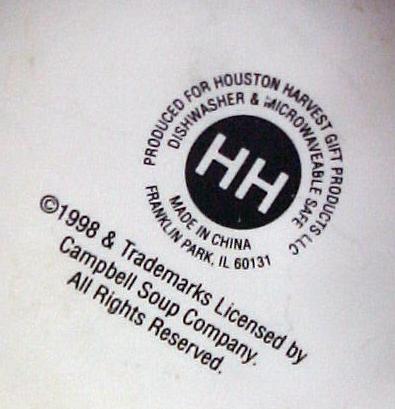 PRODUCED FOR HOUSTON HARVEST GIFT PRODUCTS LLC
DISHWASHER & MICROWAVEABLE SAFE
HH
MADE IN CHINA
FRANKLIN PARK, IL 60131
©1998 & Trademarks Licensed by
Campbell Soup Company.
All Rights Reserved.